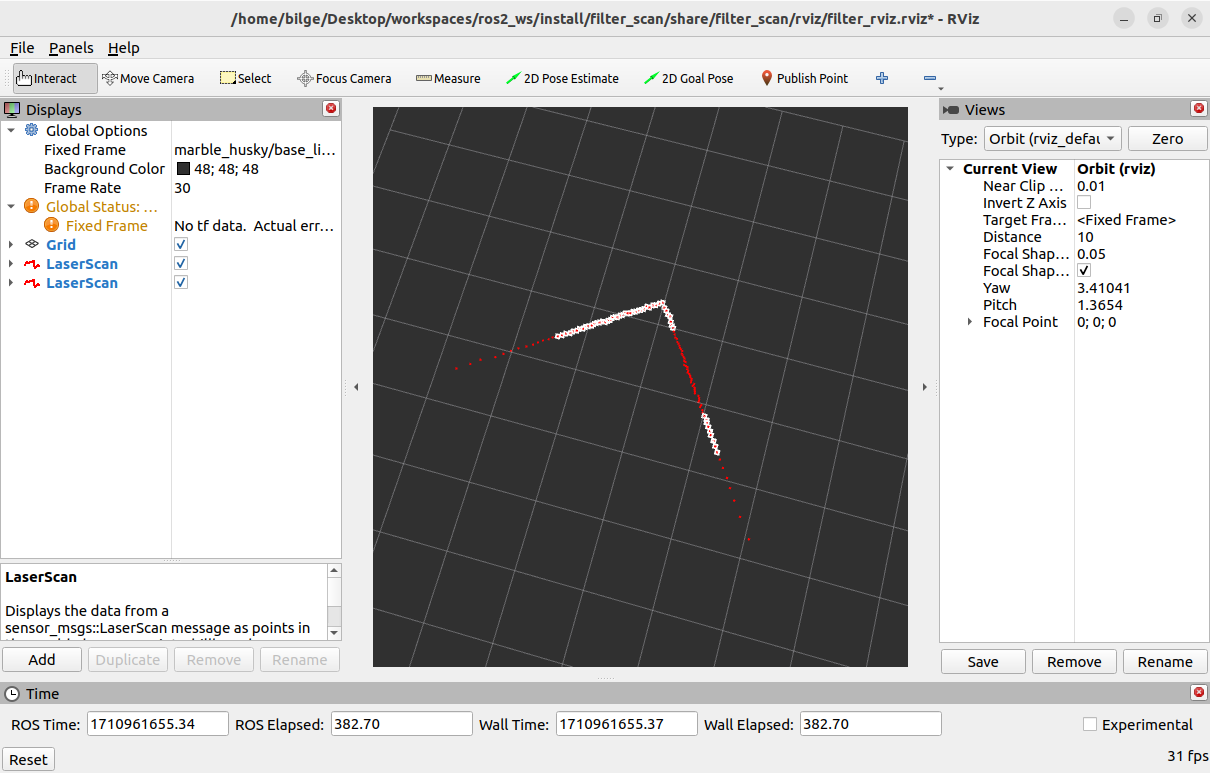 /home/bilge/Desktop/workspaces/ros2_ws/install/filter_scan/share/filter_scan/rviz/filter_rviz.rviz* - RViz
File Panels Help
Interact Move Camera Select Focus Camera Measure 2D Pose Estimate 2D Goal Pose Publish Point
Displays
Global Options
Fixed Frame marble_husky/base_li...
Background Color 48; 48; 48
Frame Rate 30
Global Status: ...
Fixed Frame No tf data. Actual err...
Grid
LaserScan
LaserScan
LaserScan
Displays the data from a
sensor_msgs::LaserScan message as points in
Add Duplicate Remove Rename
Views
Type: Orbit (rviz_defau Zero
Current View Orbit (rviz)
Near Clip ... 0.01
Invert Z Axis
Target Fra... <Fixed Frame>
Distance 10
Focal Shap... 0.05
Focal Shap...
Yaw 3.41041
Pitch 1.3654
Focal Point 0; 0; 0
Save Remove Rename
Time
ROS Time: 1710961655.34 ROS Elapsed: 382.70 Wall Time: 1710961655.37 Wall Elapsed: 382.70 Experimental
Reset 31 fps